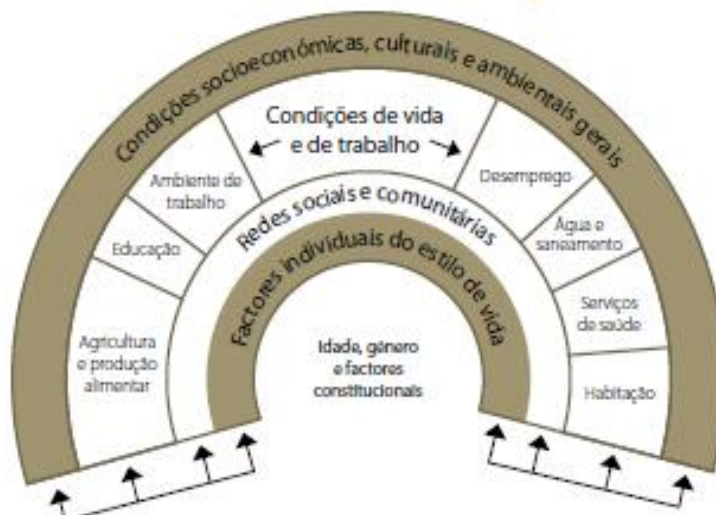 Condições socioeconómicas, culturais e ambientais gerais
Condições de vida
e de trabalho
Ambiente de
trabalho
Desemprego
Educação
Água e
saneamento
Redes sociais e comunitárias
Factores individuais do estilo de vida
Agricultura
e produção
alimentar
Serviços
de saúde
Habitação
Idade, género
e factores
constitucionais